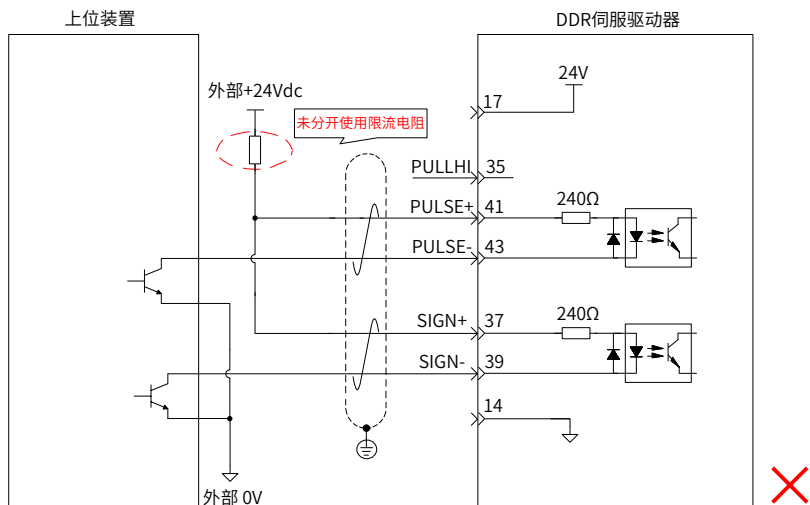 上位装置
DDR伺服驱动器
外部+24Vdc
24V
17
未分开使用限流电阻
PULLHI
35
PULSE+
41
240Ω
PULSE-
43
SIGN+
37
240Ω
SIGN-
39
14
外部 0V